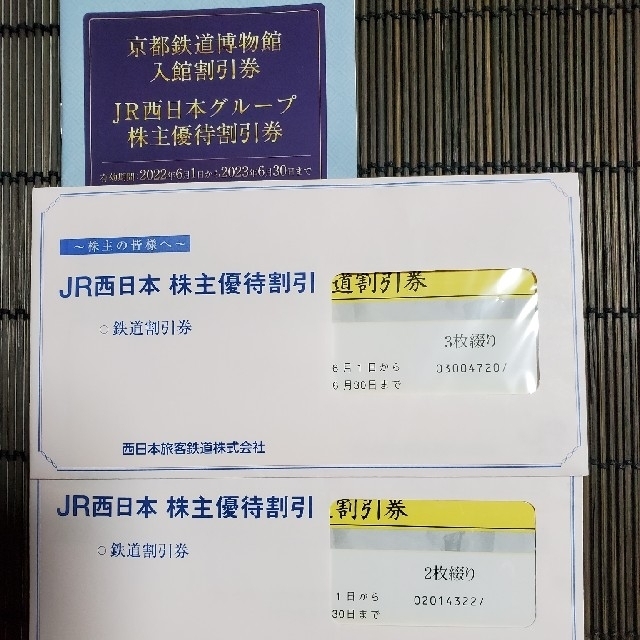 京都鉄道博物館
入館割引券
JR西日本グループ
株主優待割引券
有効期間:2022年6月1日から2023年6月30日まで
～株主の皆様へ～
JR西日本 株主優待割引
道割引券
○鉄道割引券
3枚綴り
6月1日から
03004720/
6月30日まで
西日本旅客鉄道株式会社
JR西日本 株主優待割引
割引券
○鉄道割引券
2枚綴り
1日から
02014322/
30日まで